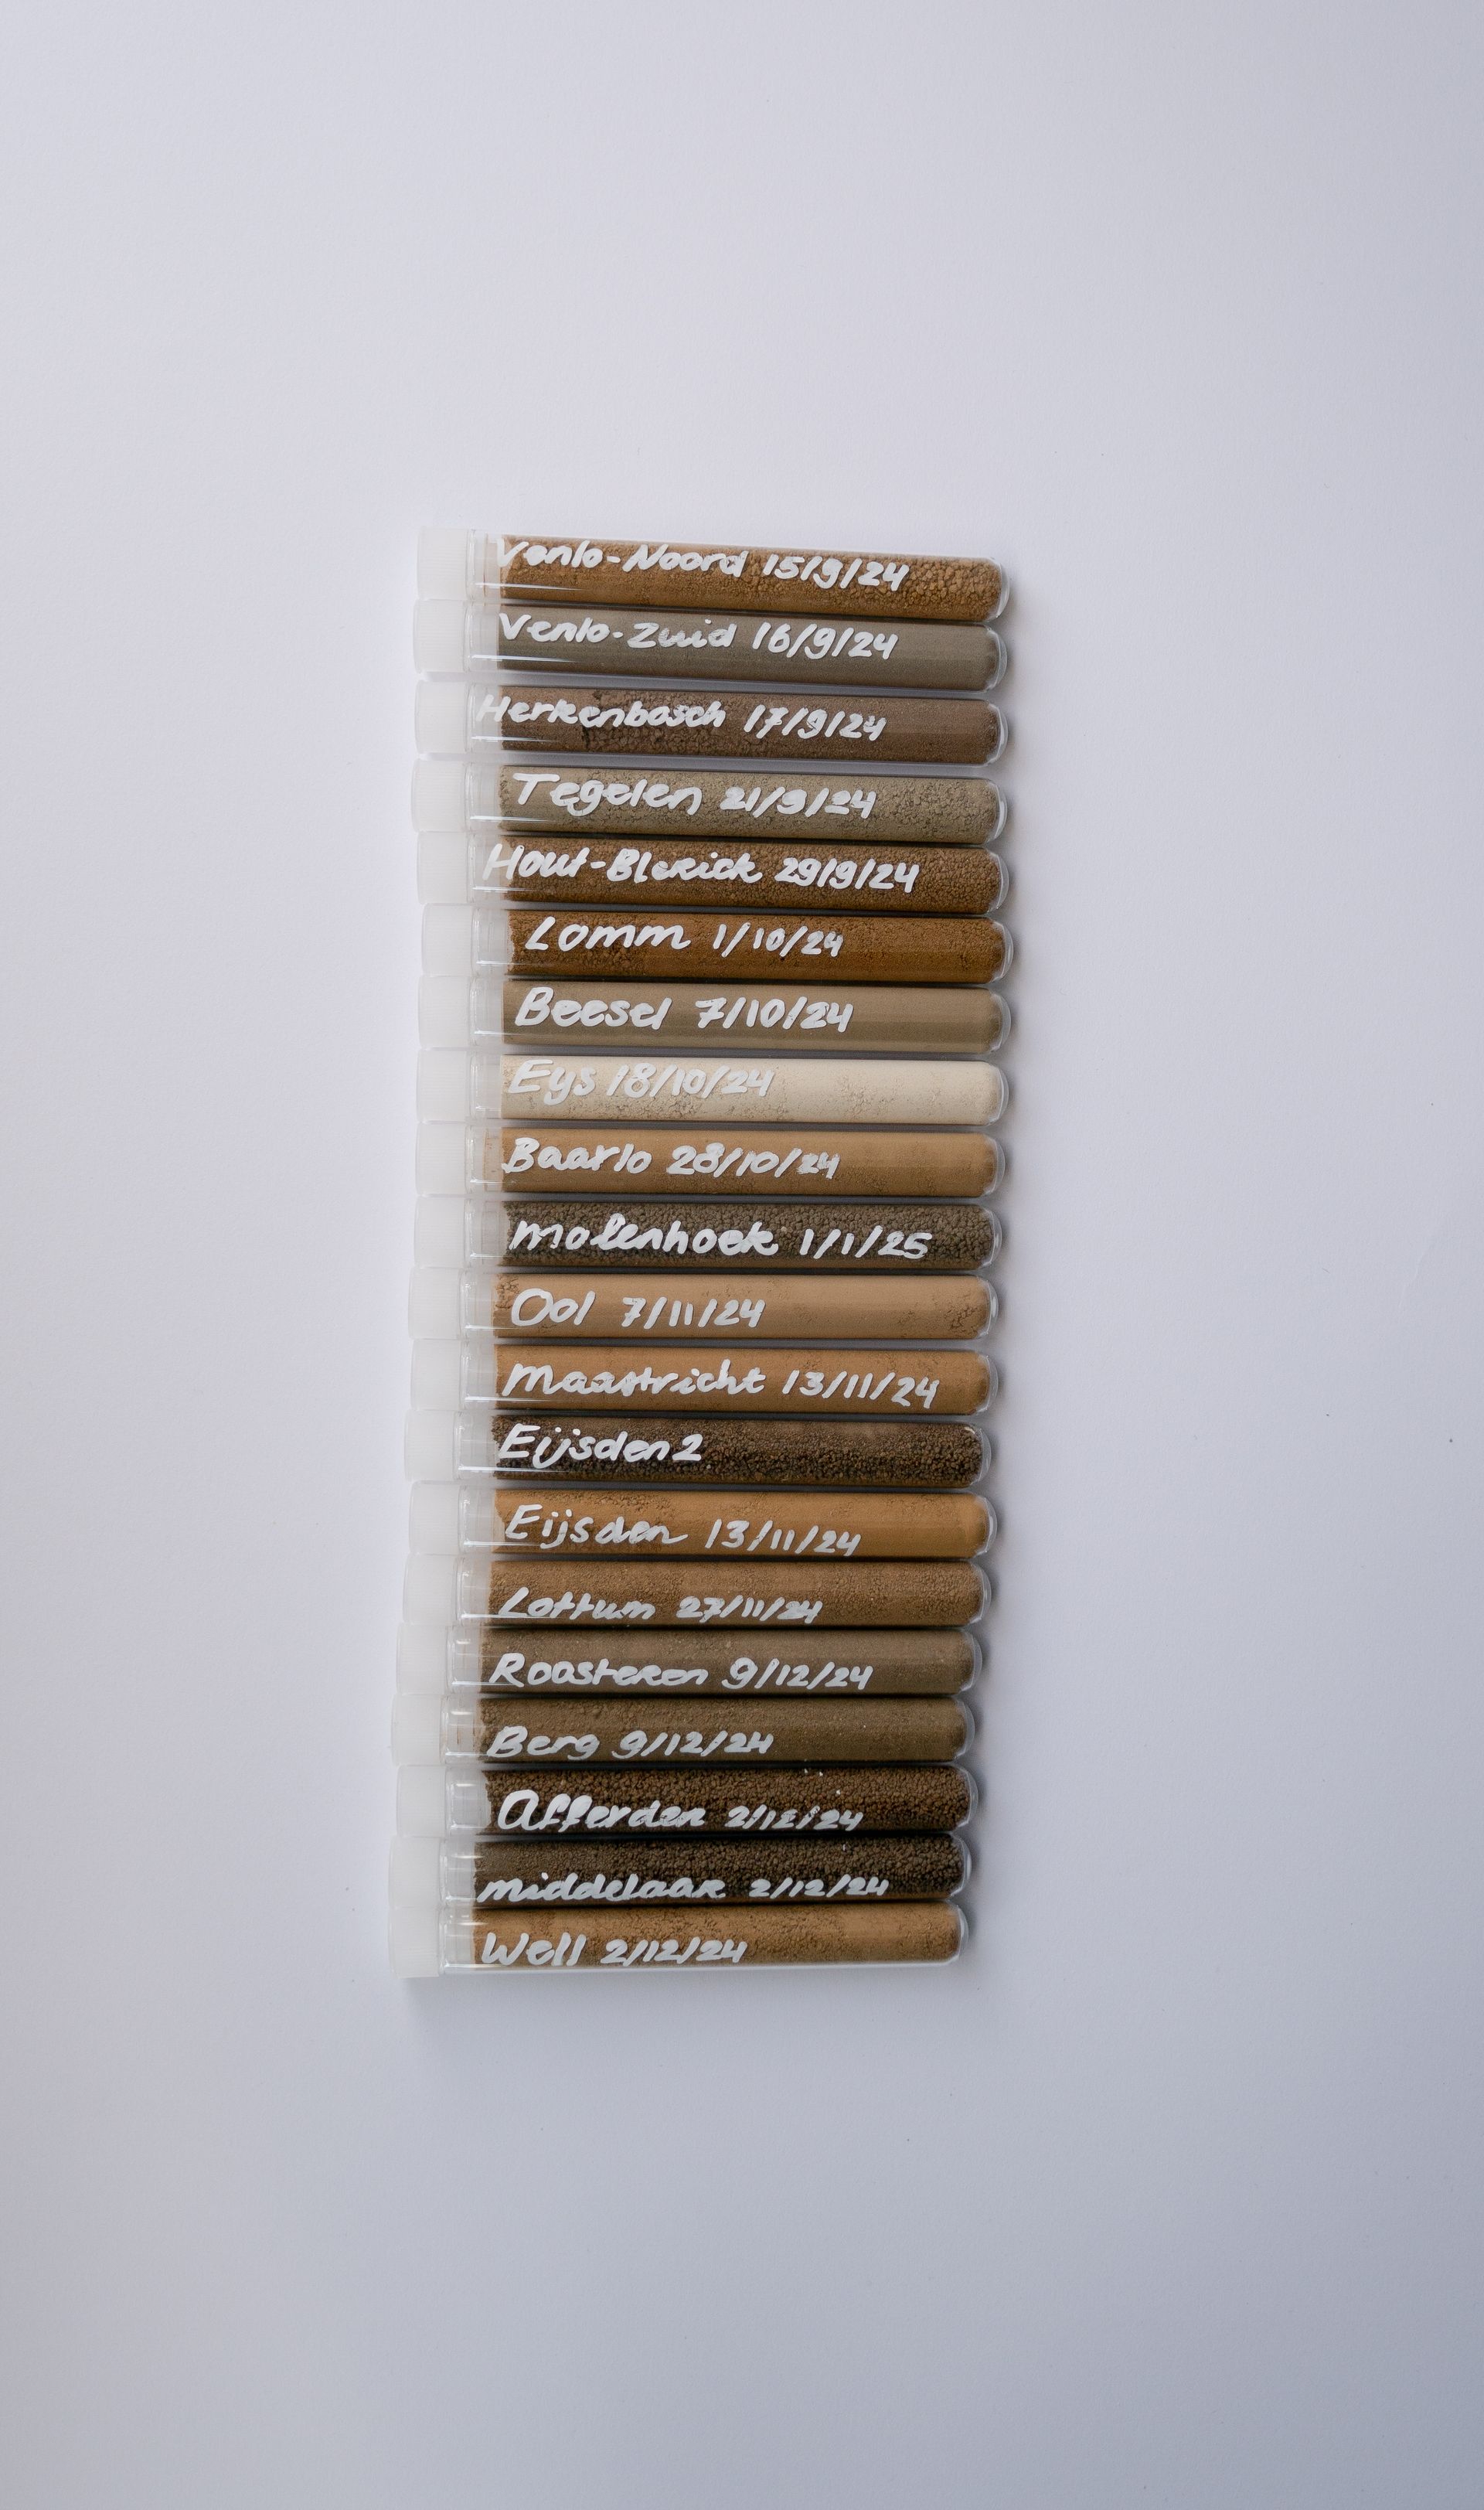 Venlo-Noord 15/9/24
Venlo-Zuid 16/9/24
Herkenbosch 17/9/24
Tegelen 21/9/24
Hout-Blerick 29/9/24
Lomm 1/10/24
Beesel 7/10/24
Eys 18/10/24
Baarlo 28/10/24
molenhoek 1/1/25
Ool 7/11/24
maastricht 13/11/24
Eijsden 2
Eijsden 13/11/24
Lottum 27/11/24
Roosteren 9/12/24
Berg 9/12/24
Afferden 2/12/24
middelaar 2/12/24
Well 2/12/24